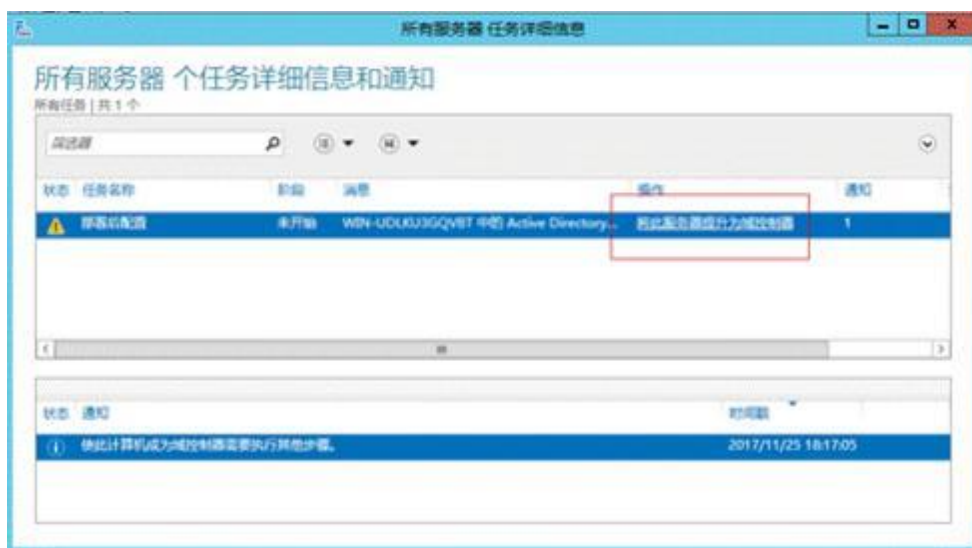 所有服务器 任务详细信息
所有服务器 个任务详细信息和通知
所有任务 | 共 1 个
筛选器
状态 任务名称 阶段 消息 操作 通知
部署后配置 未开始 WIN-UDLKU3GQVBT 中的 Active Directory... 将此服务器提升为域控制器 1
状态 通知 时间戳
使此计算机成为域控制器需要执行其他步骤。 2017/11/25 18:17:05